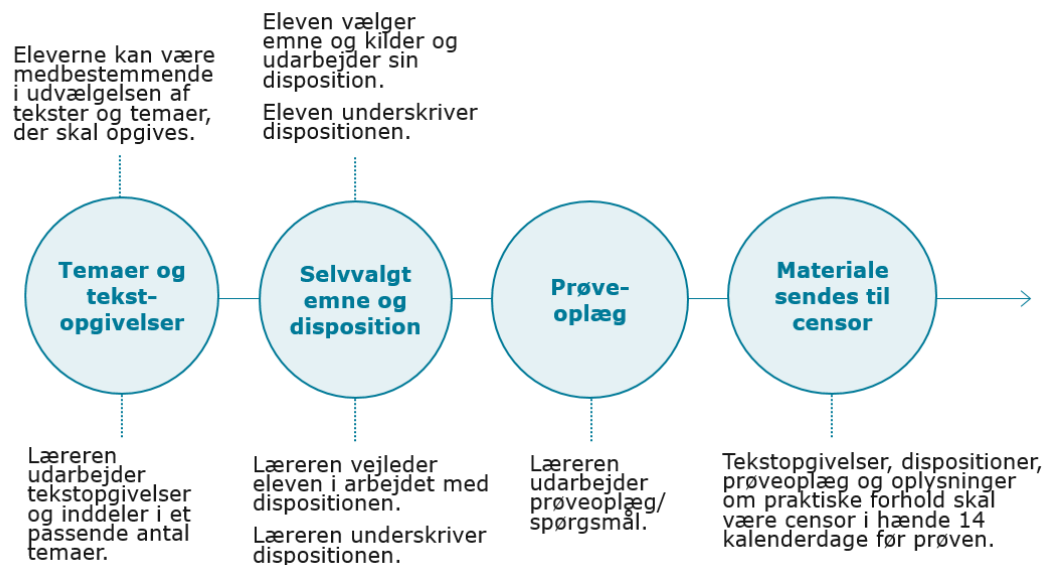 Eleverne kan være
medbestemmende
i udvælgelsen af
tekster og temaer,
der skal opgives.
Eleven vælger
emne og kilder og
udarbejder sin
disposition.
Eleven underskriver
dispositionen.
Temaer og
tekst-
opgivelser
Selvvalgt
emne og
disposition
Prøve-
oplæg
Materiale
sendes til
censor
Læreren
udarbejder
tekstopgivelser
og inddeler i et
passende antal
temaer.
Læreren vejleder
eleven i arbejdet med
dispositionen.
Læreren underskriver
dispositionen.
Læreren
udarbejder
prøveoplæg/
spørgsmål.
Tekstopgivelser, dispositioner,
prøveoplæg og oplysninger
om praktiske forhold skal
være censor i hænde 14
kalenderdage før prøven.